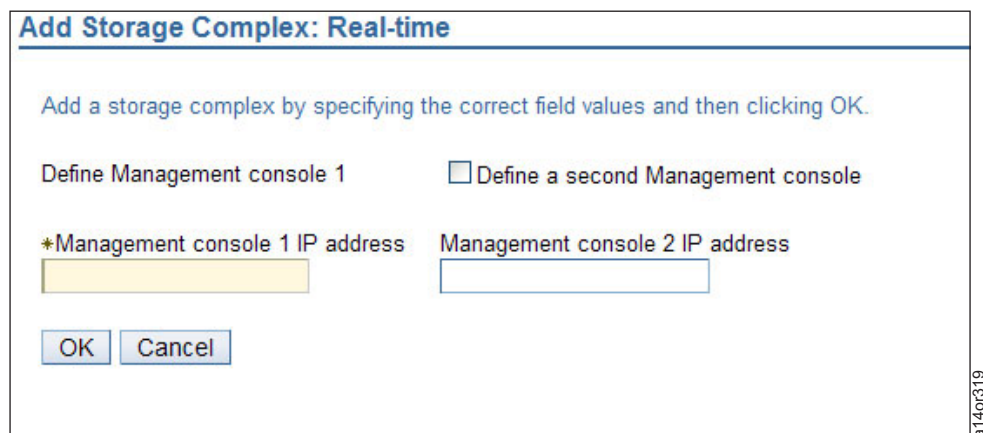 Add Storage Complex: Real-time
Add a storage complex by specifying the correct field values and then clicking OK.
Define Management console 1
Define a second Management console
*Management console 1 IP address
Management console 2 IP address
OK
Cancel
a14or319